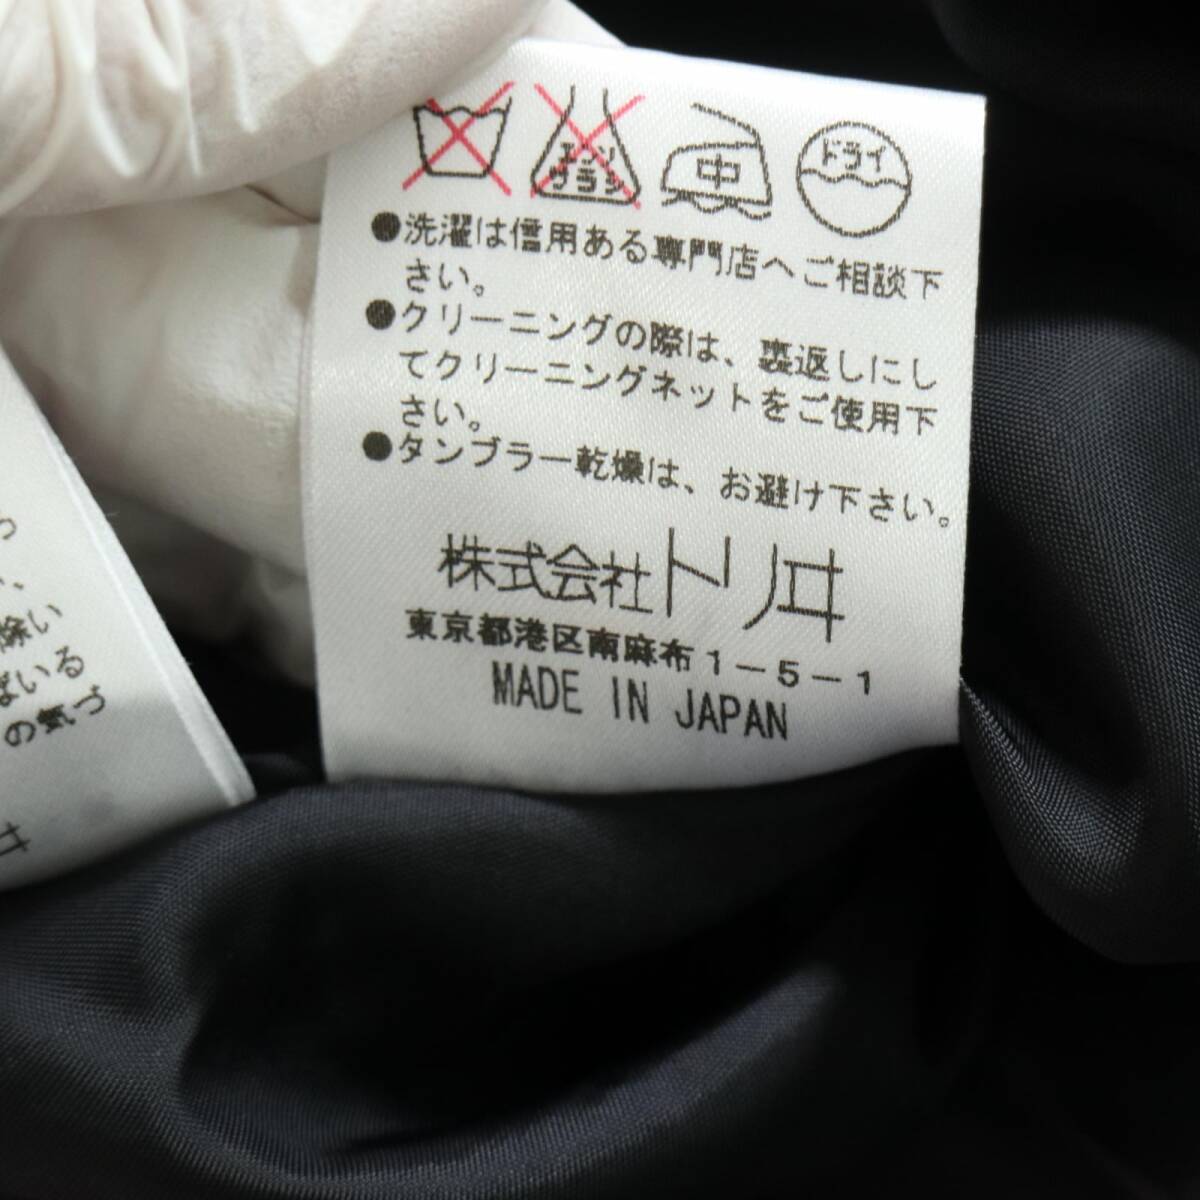 エンソ
サラシ
中
ドライ
●洗濯は信用ある専門店へご相談下
さい。
●クリーニングの際は、裏返しにし
てクリーニングネットをご使用下
さい。
●タンブラー乾燥は、お避け下さい。
株式会社トリヰ
東京都港区南麻布1-5-1
MADE IN JAPAN
除い
ばいる
の気づ
ヰ